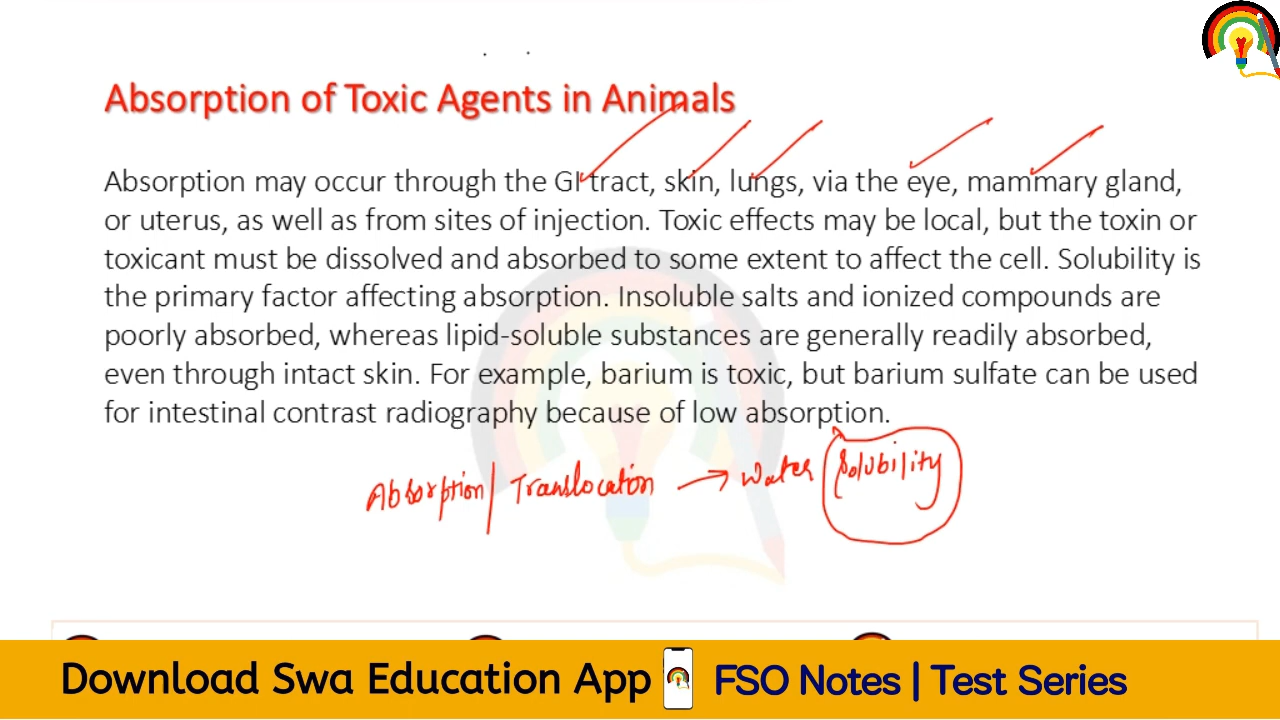 Absorption of Toxic Agents in Animals
Absorption may occur through the GI tract, skin, lungs, via the eye, mammary gland,
or uterus, as well as from sites of injection. Toxic effects may be local, but the toxin or
toxicant must be dissolved and absorbed to some extent to affect the cell. Solubility is
the primary factor affecting absorption. Insoluble salts and ionized compounds are
poorly absorbed, whereas lipid-soluble substances are generally readily absorbed,
even through intact skin. For example, barium is toxic, but barium sulfate can be used
for intestinal contrast radiography because of low absorption.
Absorption/ Translocation → Water Solubility
Download Swa Education App FSO Notes | Test Series